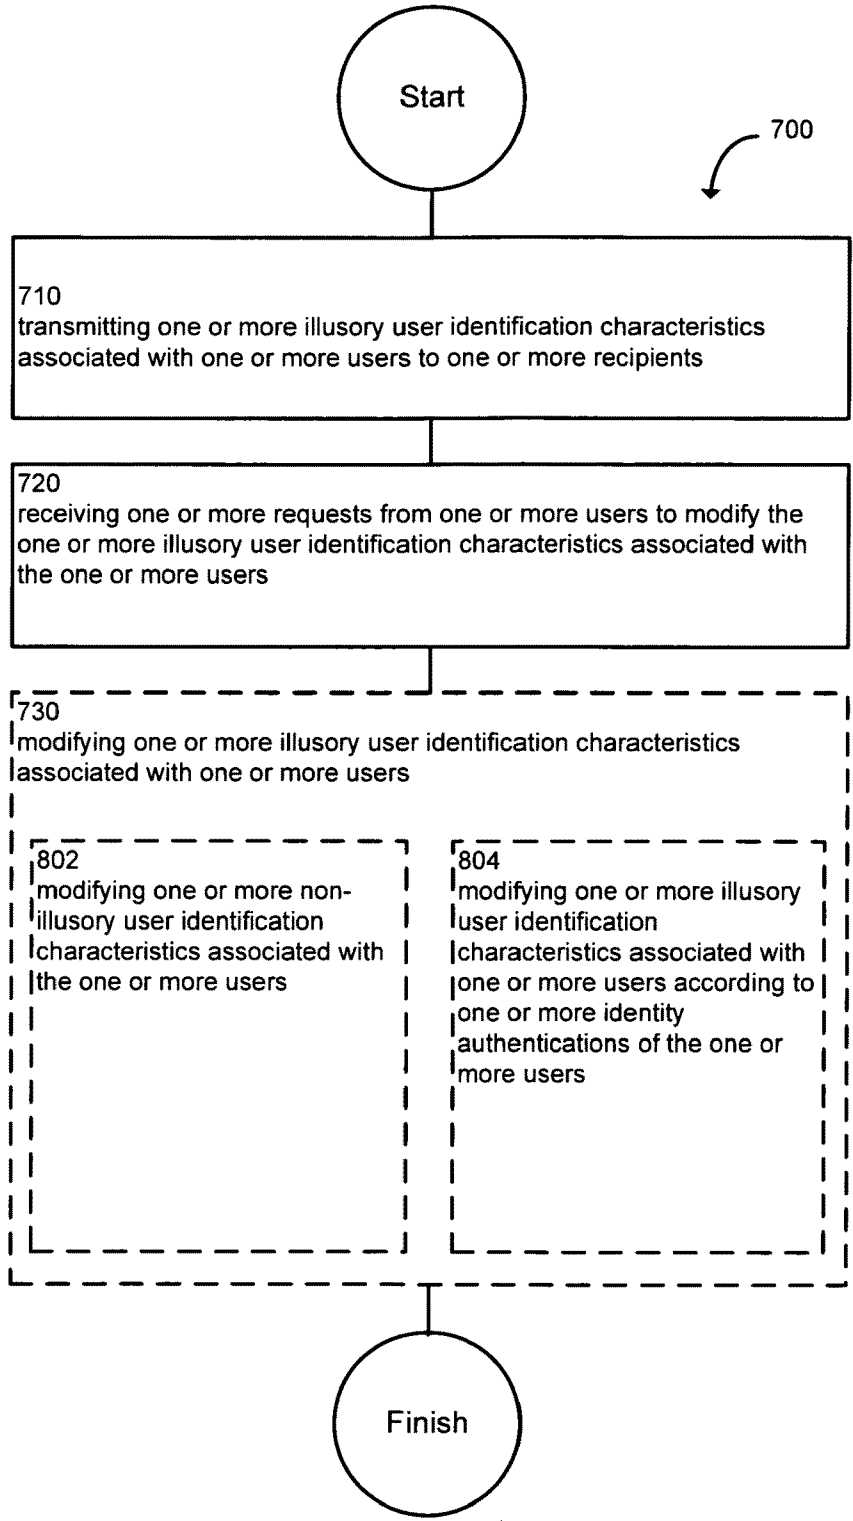 Start
700
710
transmitting one or more illusory user identification characteristics
associated with one or more users to one or more recipients
720
receiving one or more requests from one or more users to modify the
one or more illusory user identification characteristics associated with
the one or more users
730
modifying one or more illusory user identification characteristics
associated with one or more users
802
modifying one or more non-
illusory user identification
characteristics associated with
the one or more users
804
modifying one or more illusory
user identification
characteristics associated with
one or more users according to
one or more identity
authentications of the one or
more users
Finish